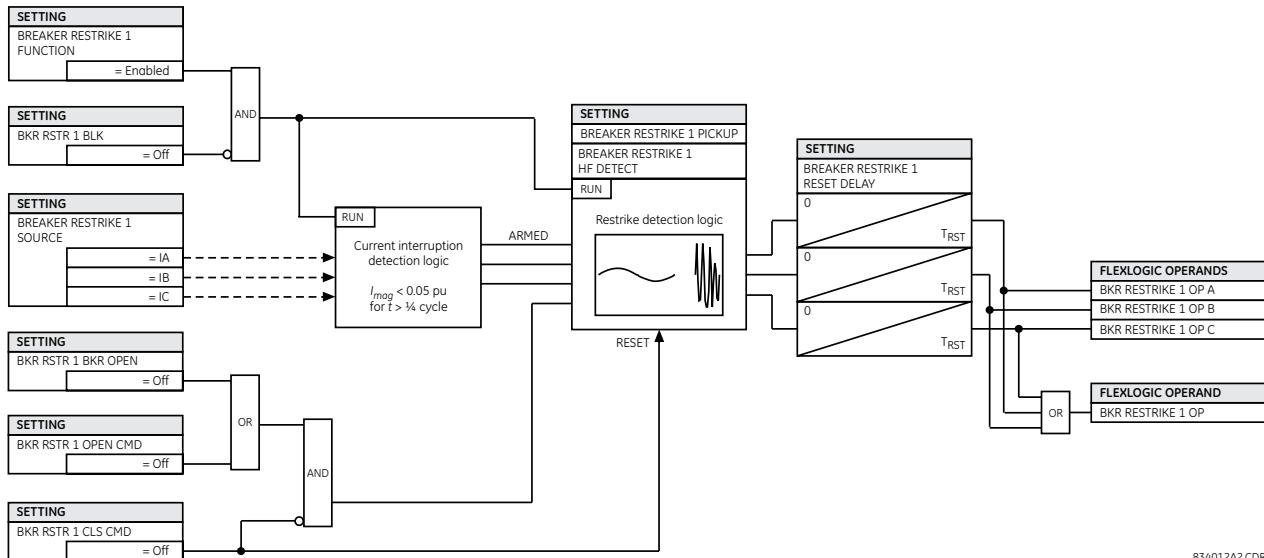 SETTING
BREAKER RESTRIKE 1
FUNCTION
= Enabled
SETTING
BKR RSTR 1 BLK
= Off
AND
SETTING
BREAKER RESTRIKE 1
SOURCE
= IA
= IB
= IC
SETTING
BKR RSTR 1 BKR OPEN
= Off
SETTING
BKR RSTR 1 OPEN CMD
= Off
OR
SETTING
BKR RSTR 1 CLS CMD
= Off
AND
RUN
Current interruption
detection logic
Imag < 0.05 pu
for t > ¼ cycle
ARMED
SETTING
BREAKER RESTRIKE 1 PICKUP
BREAKER RESTRIKE 1
HF DETECT
RUN
Restrike detection logic
RESET
SETTING
BREAKER RESTRIKE 1
RESET DELAY
0
TRST
0
TRST
0
TRST
FLEXLOGIC OPERANDS
BKR RESTRIKE 1 OP A
BKR RESTRIKE 1 OP B
BKR RESTRIKE 1 OP C
OR
FLEXLOGIC OPERAND
BKR RESTRIKE 1 OP
834012A2.CDR